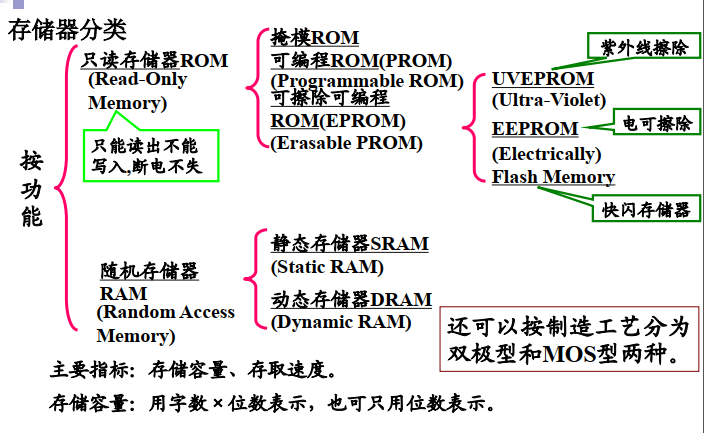 存储器分类
按功能
只读存储器ROM
(Read-Only
Memory)
只能读出不能
写入,断电不失
掩模ROM
可编程ROM(PROM)
(Programmable ROM)
可擦除可编程
ROM(EPROM)
(Erasable PROM)
UVEPROM
(Ultra-Violet)
紫外线擦除
EEPROM
(Electrically)
电可擦除
Flash Memory
快闪存储器
随机存储器
RAM
(Random Access
Memory)
静态存储器SRAM
(Static RAM)
动态存储器DRAM
(Dynamic RAM)
还可以按制造工艺分为
双极型和MOS型两种。
主要指标：存储容量、存取速度。
存储容量：用字数×位数表示，也可只用位数表示。